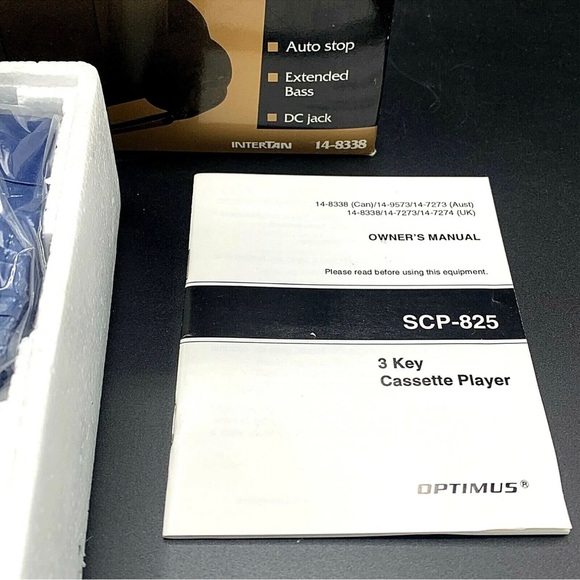 Auto stop
Extended
Bass
DC jack
INTERTAN 14-8338
14-8338 (Can)/14-9573/14-7273 (Aust)
14-8338/14-7273/14-7274 (UK)
OWNER'S MANUAL
Please read before using this equipment.
SCP-825
3 Key
Cassette Player
OPTIMUS®